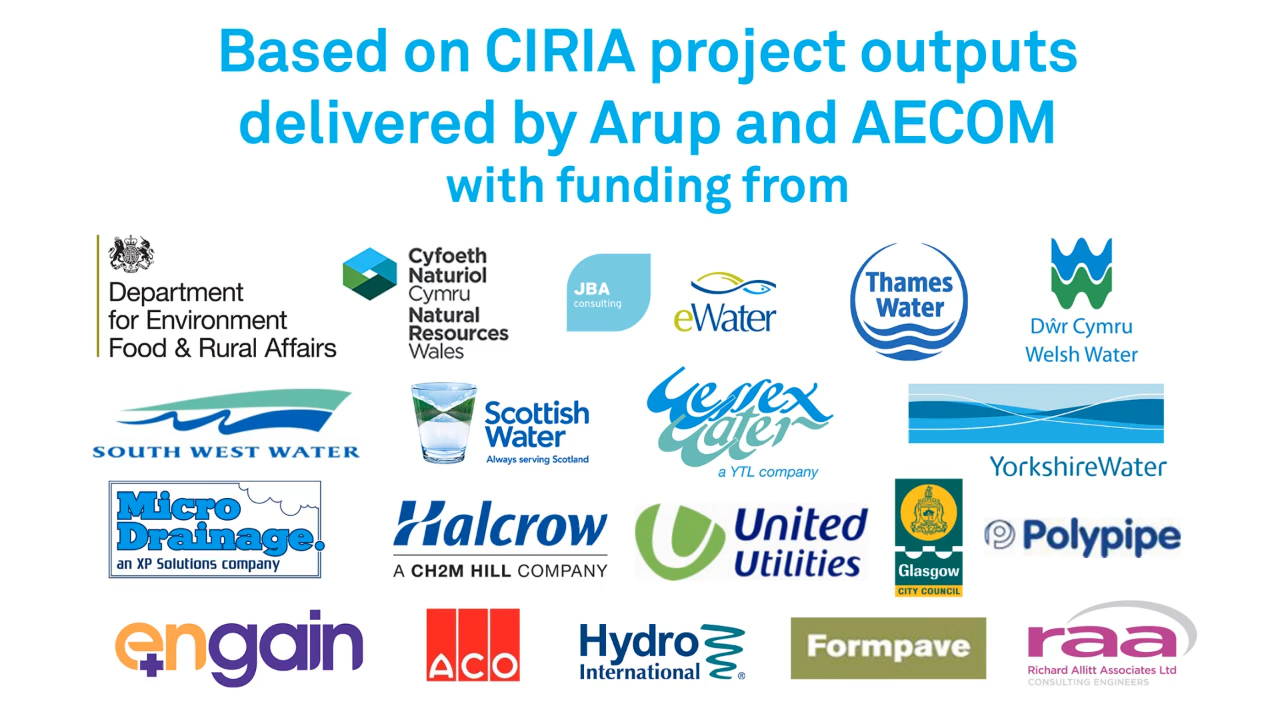 Based on CIRIA project outputs
delivered by Arup and AECOM
with funding from
Department
for Environment
Food & Rural Affairs
Cyfoeth
Naturiol
Cymru
Natural
Resources
Wales
JBA
consulting
eWater
Thames
Water
Dŵr Cymru
Welsh Water
SOUTH WEST WATER
Scottish
Water
Always serving Scotland
Wessex
Water
a YTL company
YorkshireWater
Micro
Drainage.
an XP Solutions company
Halcrow
A CH2M HILL COMPANY
United
Utilities
Glasgow
CITY COUNCIL
Polypipe
engain
ACO
Hydro
International ®
Formpave
raa
Richard Allitt Associates Ltd
CONSULTING ENGINEERS